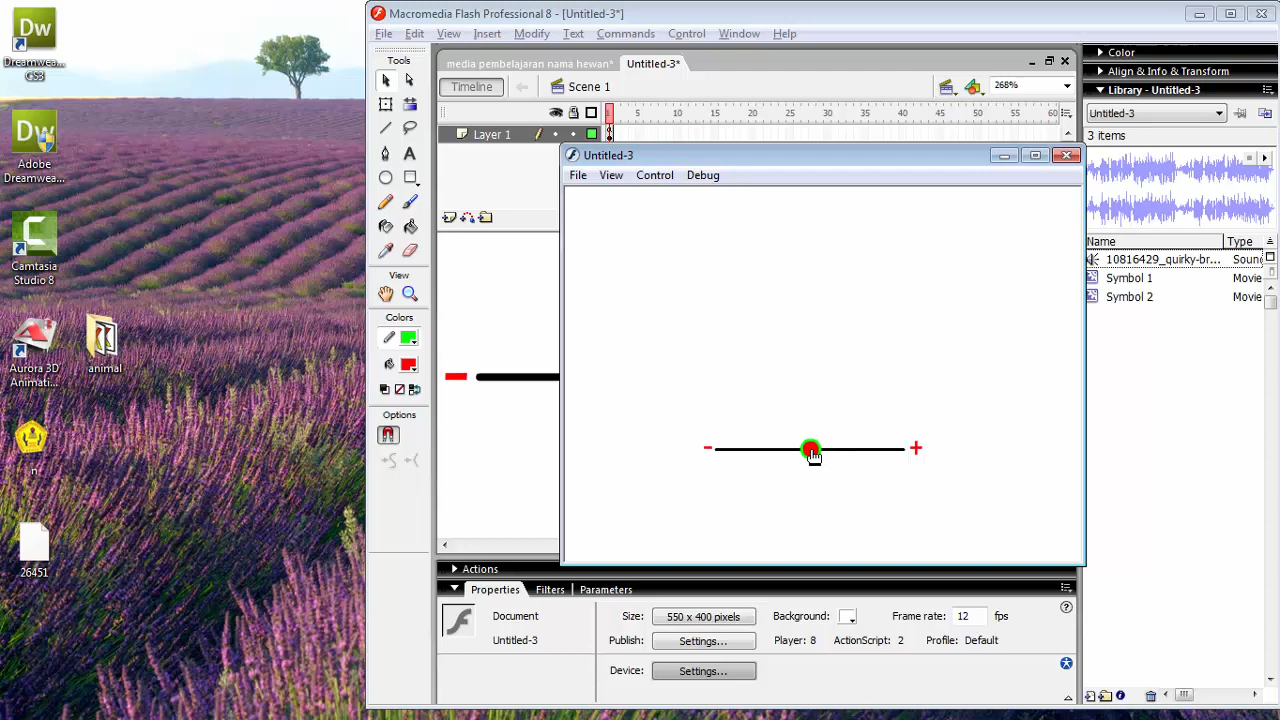 Dw
Dreamwea...
CS3
Dw
Adobe
Dreamwea...
Camtasia
Studio 8
Aurora 3D
Animati...
animal
n
26451
Macromedia Flash Professional 8 - [Untitled-3*]
File Edit View Insert Modify Text Commands Control Window Help
Tools
View
Colors
Options
media pembelajaran nama hewan* Untitled-3*
Timeline Scene 1 268%
1 5 10 15 20 25 30 35 40 45 50 55 60
Layer 1
Untitled-3
File View Control Debug
- +
Color
Align & Info & Transform
Library - Untitled-3
Untitled-3
3 items
Name Type
10816429_quirky-br... Soun
Symbol 1 Movie
Symbol 2 Movie
Actions
Properties Filters Parameters
Document Size: 550 x 400 pixels Background: Frame rate: 12 fps
Untitled-3 Publish: Settings... Player: 8 ActionScript: 2 Profile: Default
Device: Settings...